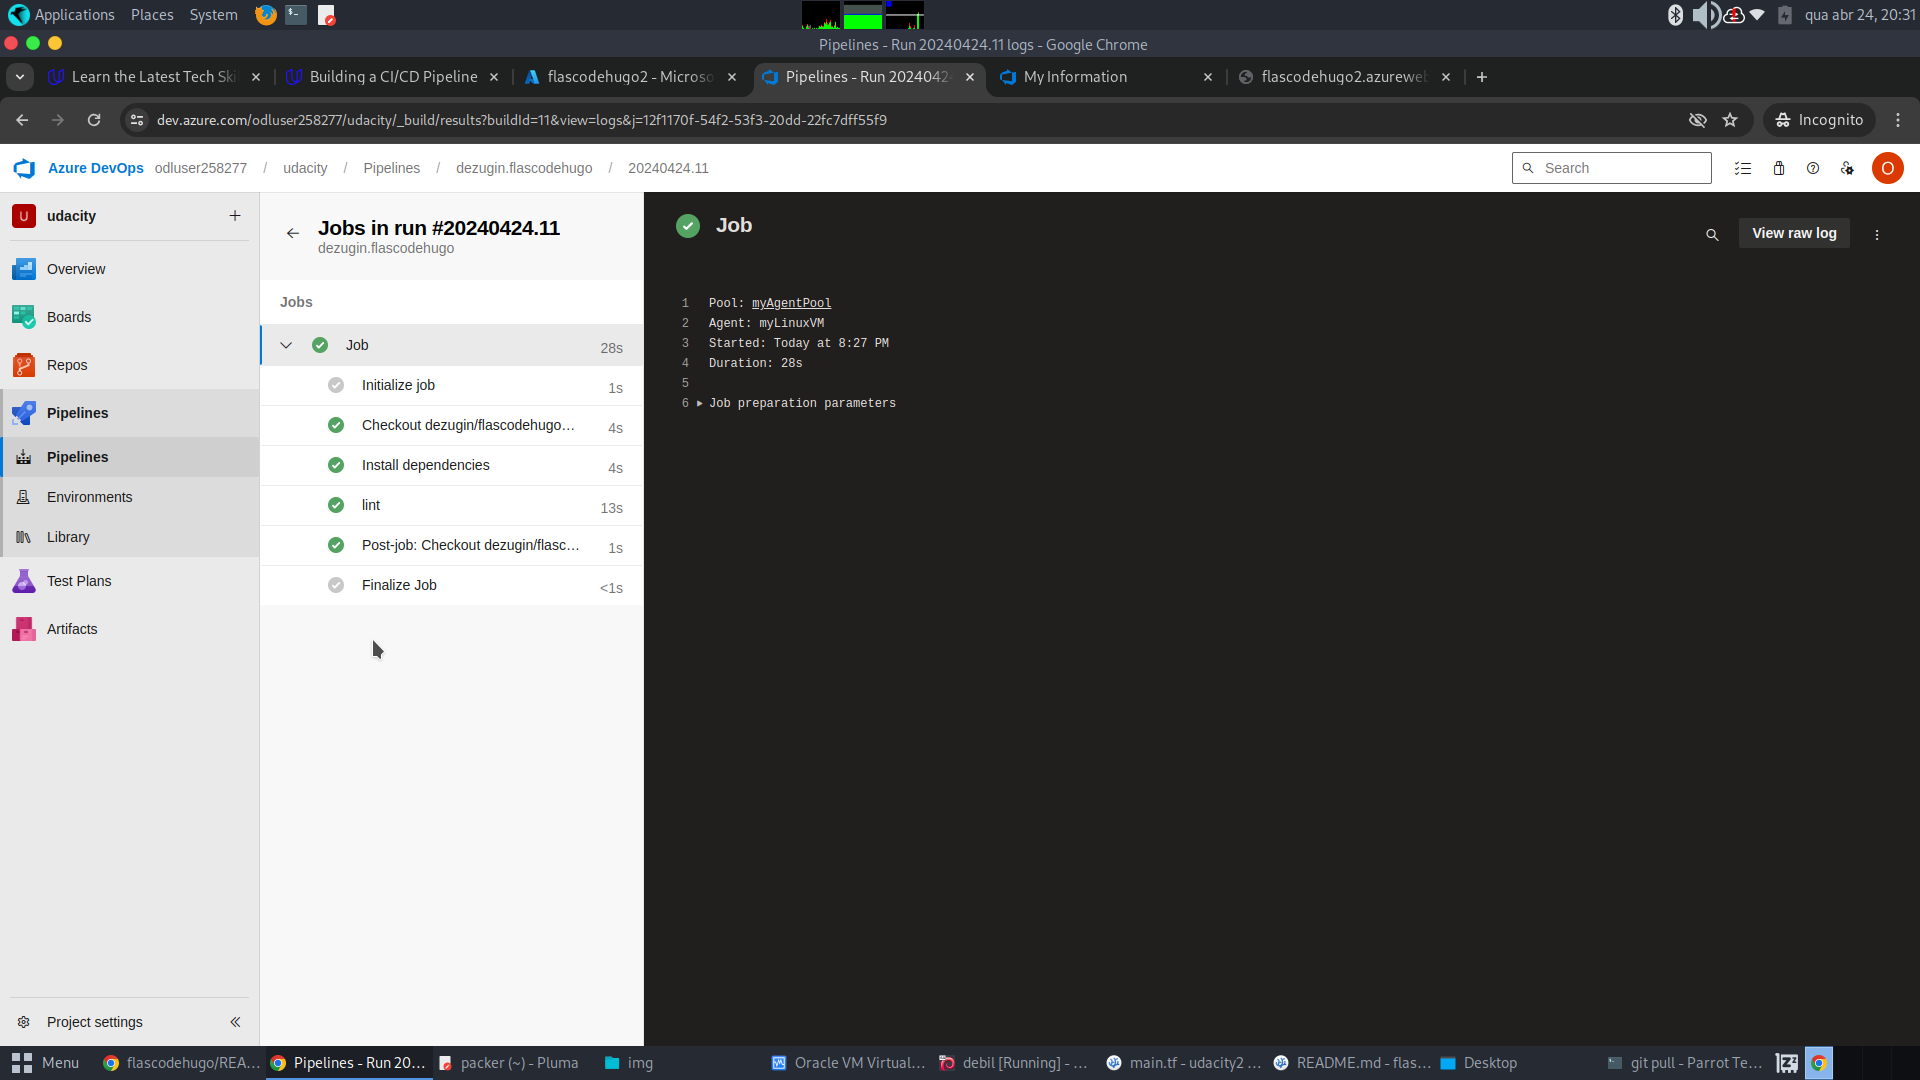 Applications Places System qua abr 24, 20:31
Pipelines - Run 20240424.11 logs - Google Chrome
Learn the Latest Tech Ski Building a CI/CD Pipeline flascodehugo2 - Microso Pipelines - Run 2024042 My Information flascodehugo2.azurewe
dev.azure.com/odluser258277/udacity/_build/results?buildId=11&view=logs&j=12f1170f-54f2-53f3-20dd-22fc7dff55f9 Incognito
Azure DevOps odluser258277 / udacity / Pipelines / dezugin.flascodehugo / 20240424.11 Search O
U udacity
Overview
Boards
Repos
Pipelines
Pipelines
Environments
Library
Test Plans
Artifacts
Project settings
Jobs in run #20240424.11
dezugin.flascodehugo
Jobs
Job 28s
Initialize job 1s
Checkout dezugin/flascodehugo… 4s
Install dependencies 4s
lint 13s
Post-job: Checkout dezugin/flasc… 1s
Finalize Job <1s
Job
View raw log
1 Pool: myAgentPool
2 Agent: myLinuxVM
3 Started: Today at 8:27 PM
4 Duration: 28s
5
6 Job preparation parameters
Menu flascodehugo/REA… Pipelines - Run 20… packer (~) - Pluma img Oracle VM Virtual… debil [Running] - … main.tf - udacity2 … README.md - flas… Desktop git pull - Parrot Te…